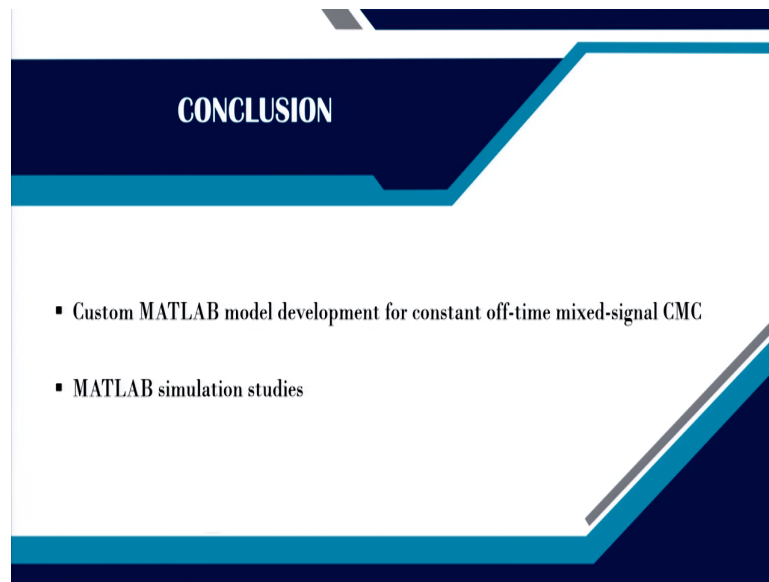 CONCLUSION
▪ Custom MATLAB model development for constant off-time mixed-signal CMC
▪ MATLAB simulation studies